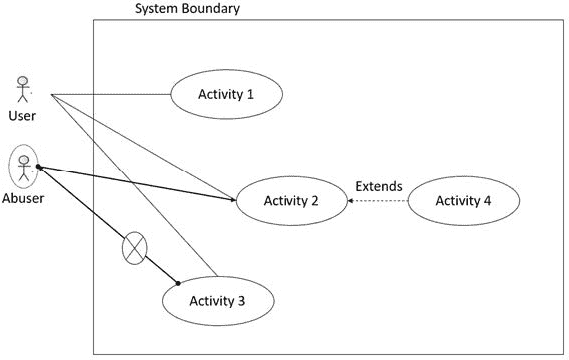 System Boundary
User
Activity 1
Abuser
Activity 2
Extends
Activity 4
Activity 3